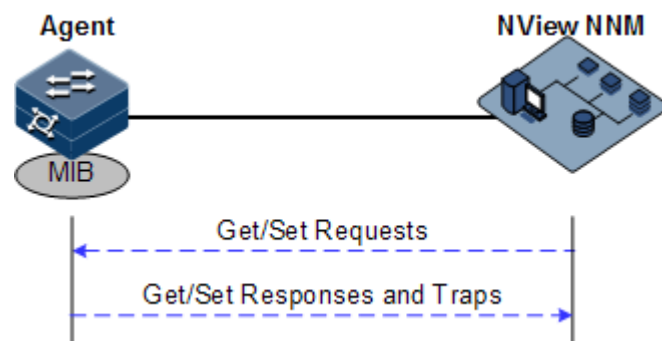 Agent
NView NNM
MIB
Get/Set Requests
Get/Set Responses and Traps